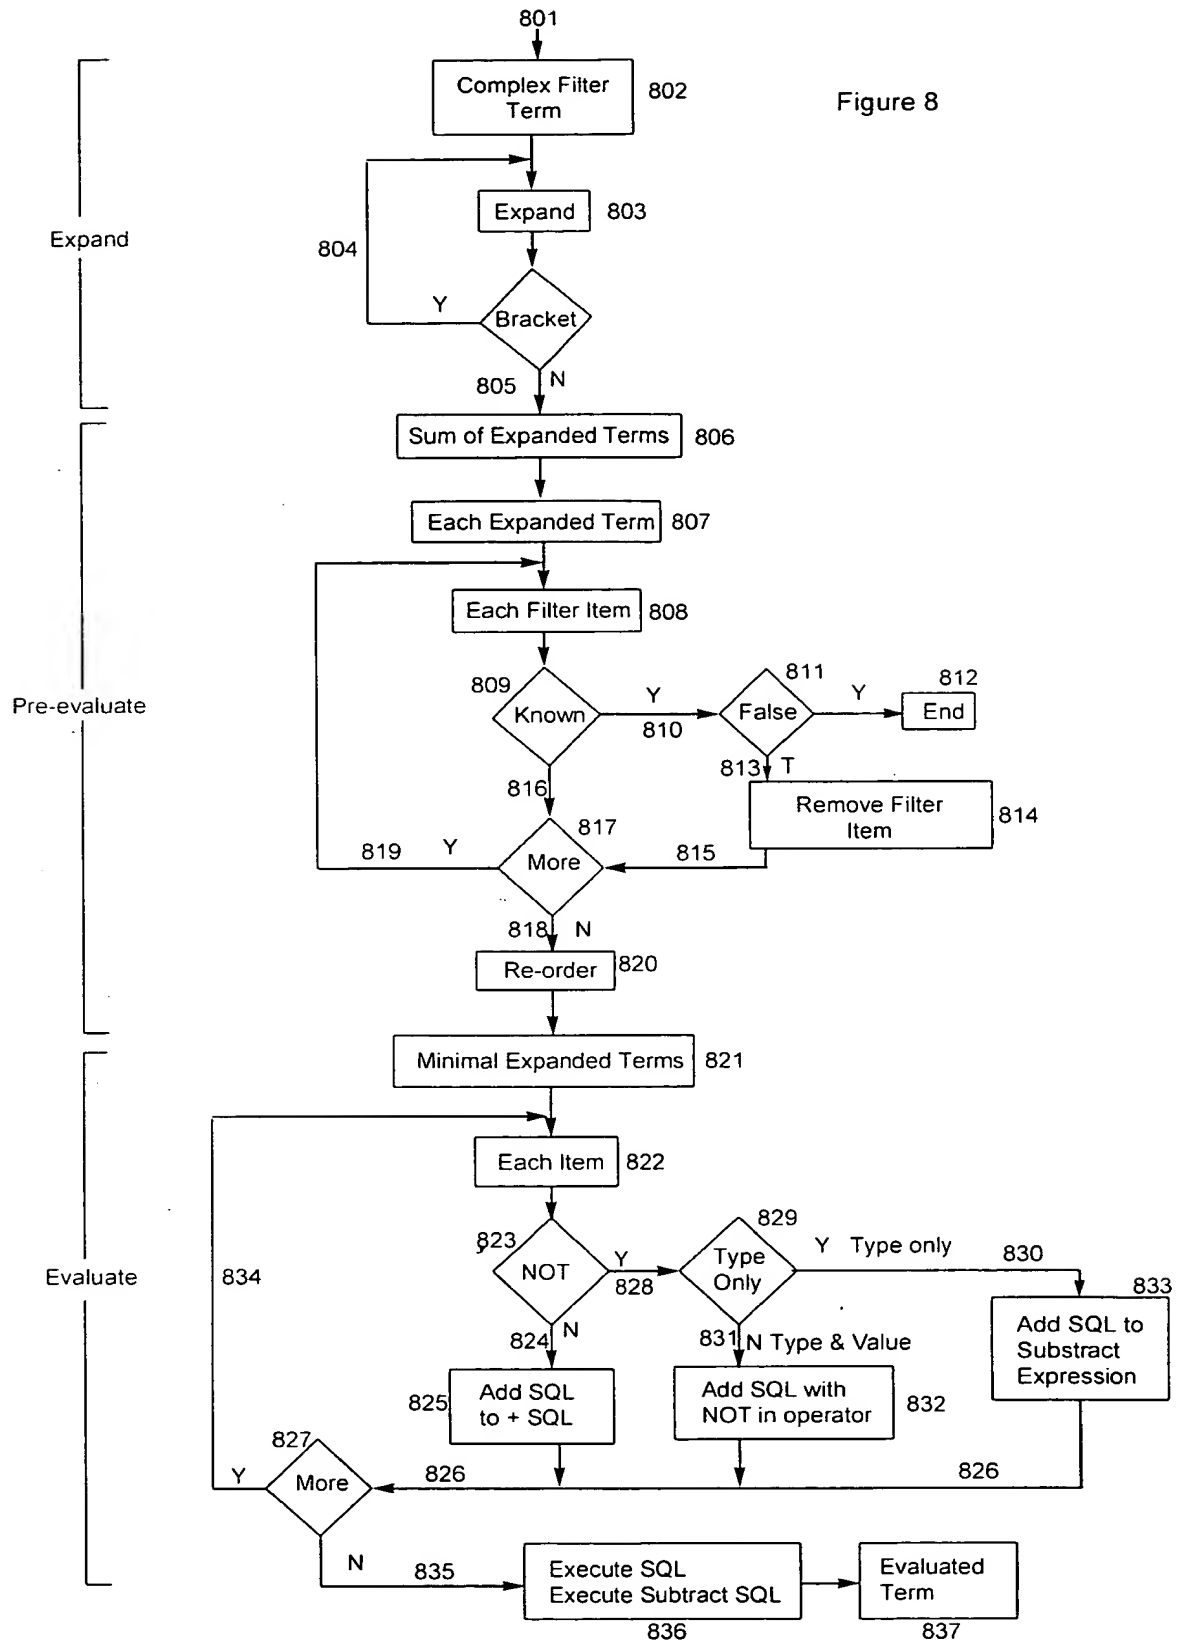 801
Complex Filter
Term
802
Figure 8
Expand
803
Expand
804
Y
Bracket
805
N
Sum of Expanded Terms
806
Each Expanded Term
807
Each Filter Item
808
Pre-evaluate
809
Known
Y
810
811
False
Y
812
End
813
T
Remove Filter
Item
814
815
816
817
More
819
Y
818
N
Re-order
820
Minimal Expanded Terms
821
Each Item
822
Evaluate
834
823
NOT
Y
828
829
Type
Only
Y Type only
830
833
Add SQL to
Substract
Expression
824
N
831
N Type & Value
825
Add SQL
to + SQL
Add SQL with
NOT in operator
832
827
More
Y
826
826
N
835
Execute SQL
Execute Subtract SQL
836
Evaluated
Term
837